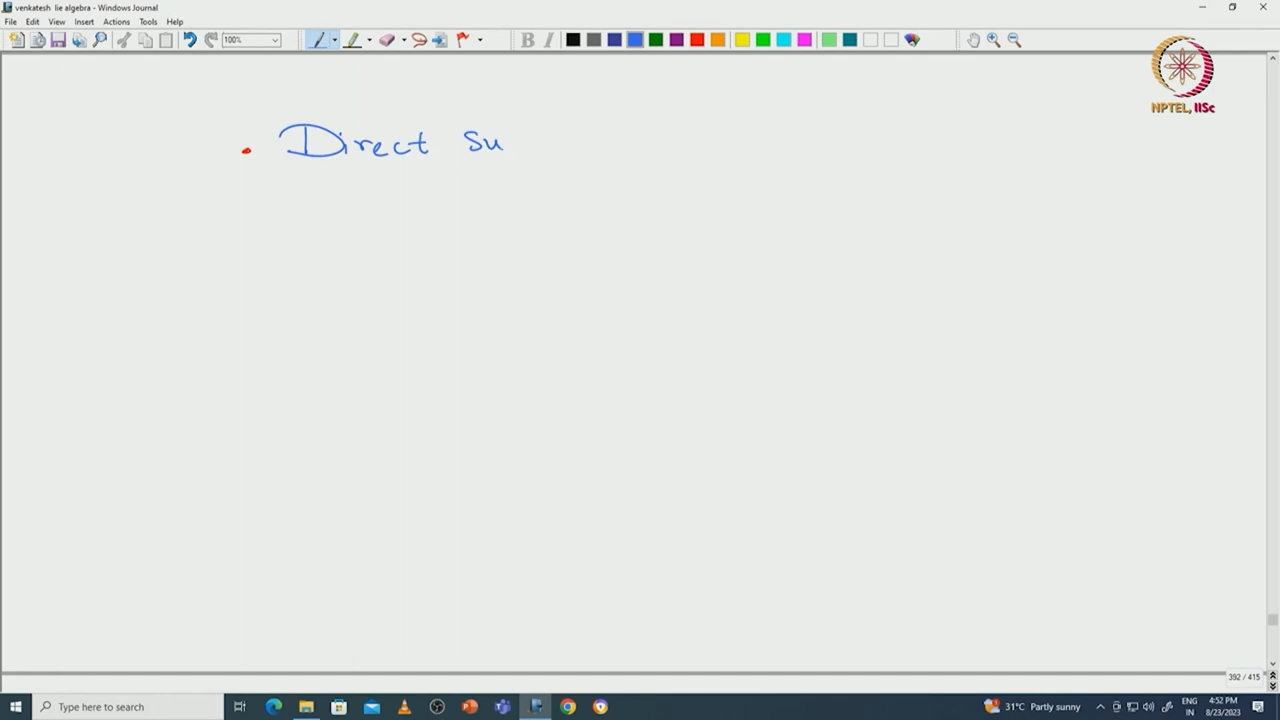 venkatesh lie algebra - Windows Journal
File Edit View Insert Actions Tools Help
100%
B I
NPTEL, IISc
. Direct Su
392 / 415
Type here to search
31°C Partly sunny
ENG
IN
4:52 PM
8/23/2023